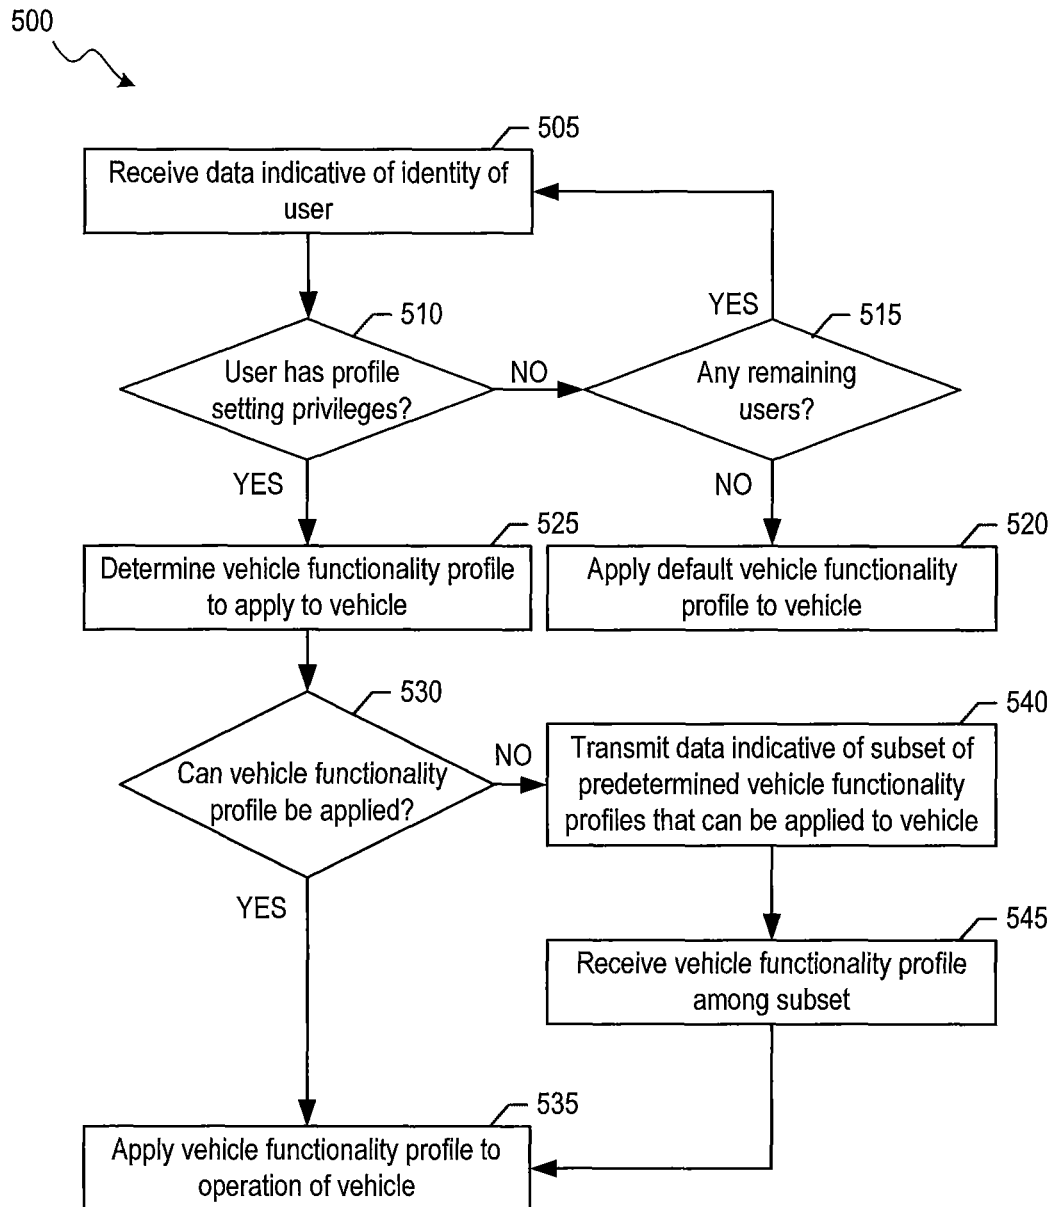 500
505
Receive data indicative of identity of
user
510
User has profile
setting privileges?
NO
YES
515
Any remaining
users?
YES
NO
525
Determine vehicle functionality profile
to apply to vehicle
520
Apply default vehicle functionality
profile to vehicle
530
Can vehicle functionality
profile be applied?
NO
540
Transmit data indicative of subset of
predetermined vehicle functionality
profiles that can be applied to vehicle
YES
545
Receive vehicle functionality profile
among subset
535
Apply vehicle functionality profile to
operation of vehicle